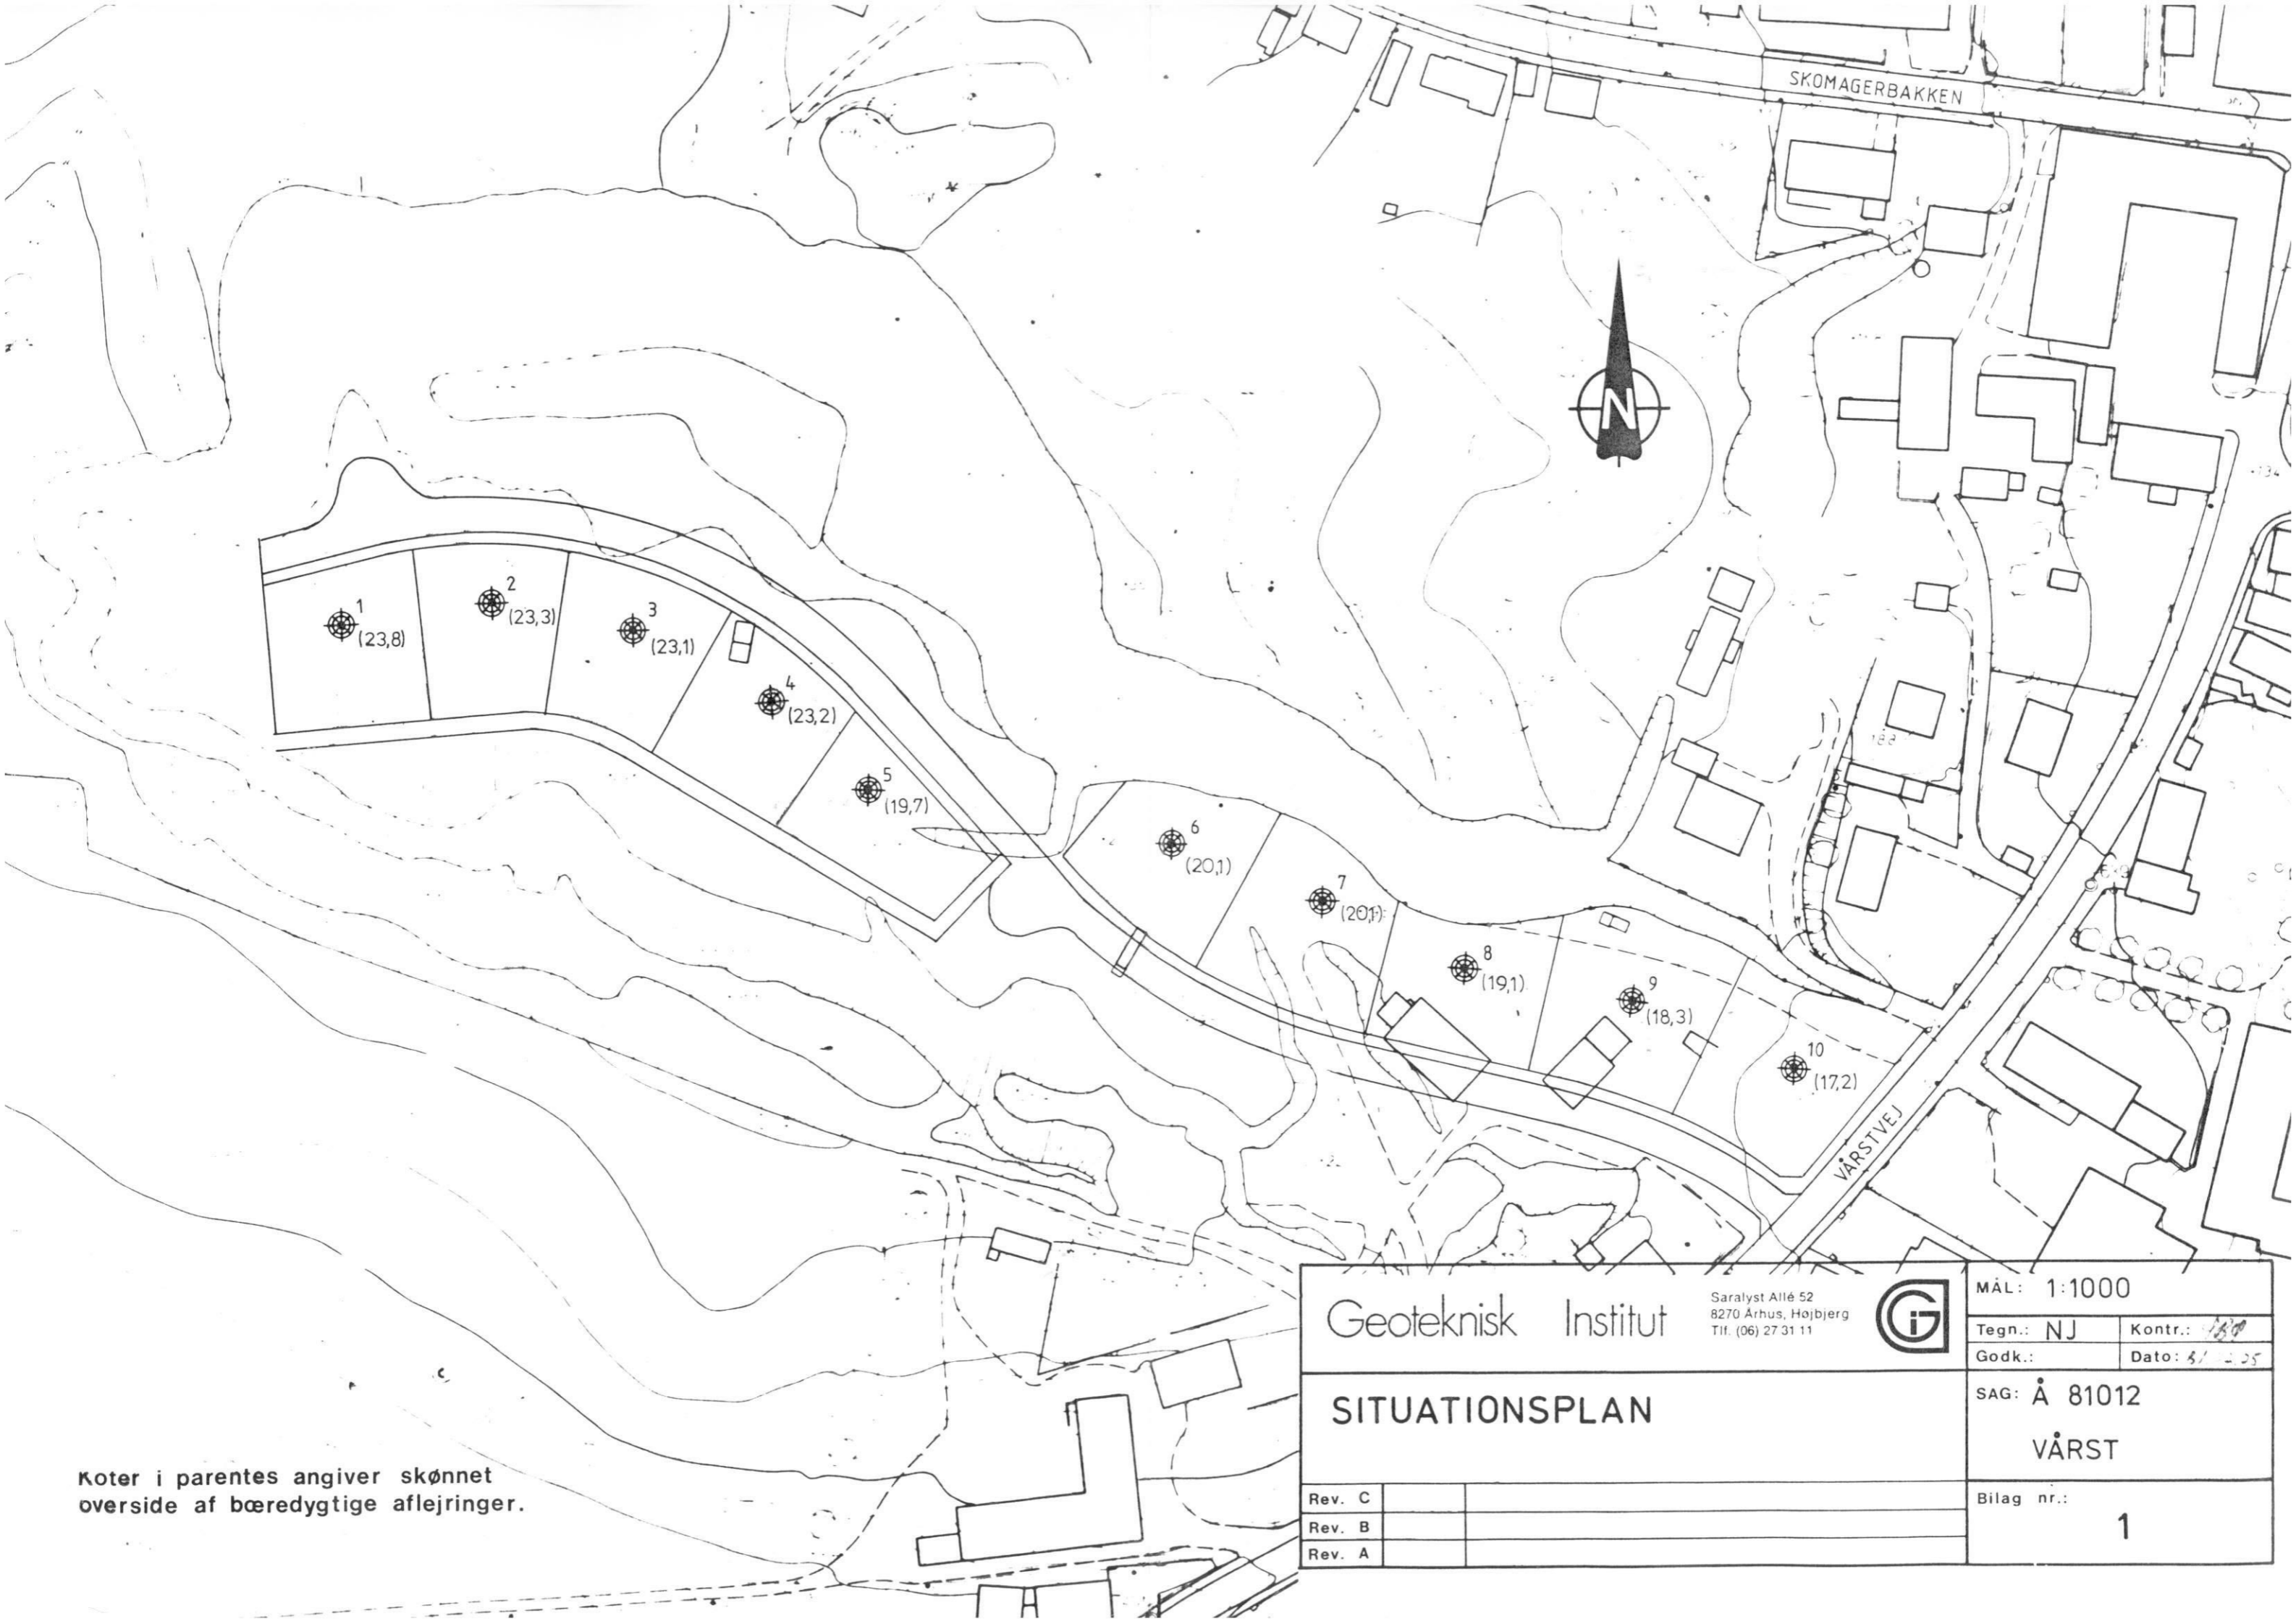 SKOMAGERBAKKEN
N
1
(23,8)
2
(23,3)
3
(23,1)
4
(23,2)
5
(19,7)
6
(20,1)
7
(20,1)
8
(19,1)
9
(18,3)
10
(17,2)
VÅRSTVEJ
Koter i parentes angiver skønnet
overside af bæredygtige aflejringer.
Geoteknisk Institut
Saralyst Allé 52
8270 Århus, Højbjerg
Tlf. (06) 27 31 11
GI
MÅL: 1:1000
Tegn.: NJ
Kontr.:
Godk.:
Dato:
SITUATIONSPLAN
SAG: Å 81012
VÅRST
Rev. C
Rev. B
Rev. A
Bilag nr.:
1